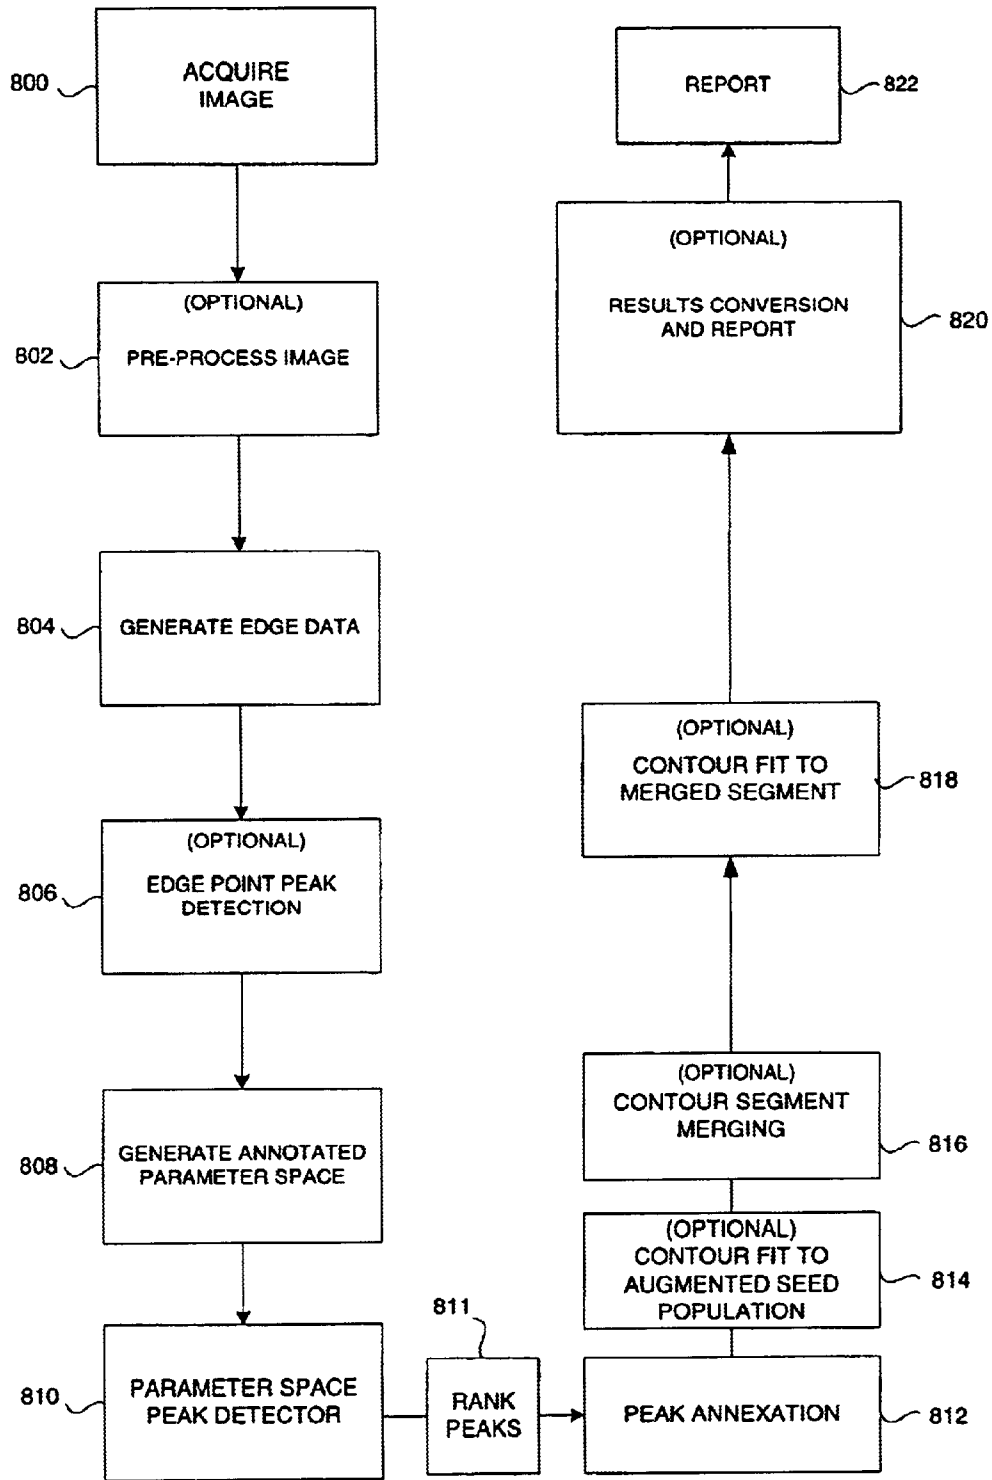 800
ACQUIRE
IMAGE
802
(OPTIONAL)
PRE-PROCESS IMAGE
804
GENERATE EDGE DATA
806
(OPTIONAL)
EDGE POINT PEAK
DETECTION
808
GENERATE ANNOTATED
PARAMETER SPACE
810
PARAMETER SPACE
PEAK DETECTOR
811
RANK
PEAKS
PEAK ANNEXATION
812
(OPTIONAL)
CONTOUR FIT TO
AUGMENTED SEED
POPULATION
814
(OPTIONAL)
CONTOUR SEGMENT
MERGING
816
(OPTIONAL)
CONTOUR FIT TO
MERGED SEGMENT
818
(OPTIONAL)
RESULTS CONVERSION
AND REPORT
820
REPORT
822